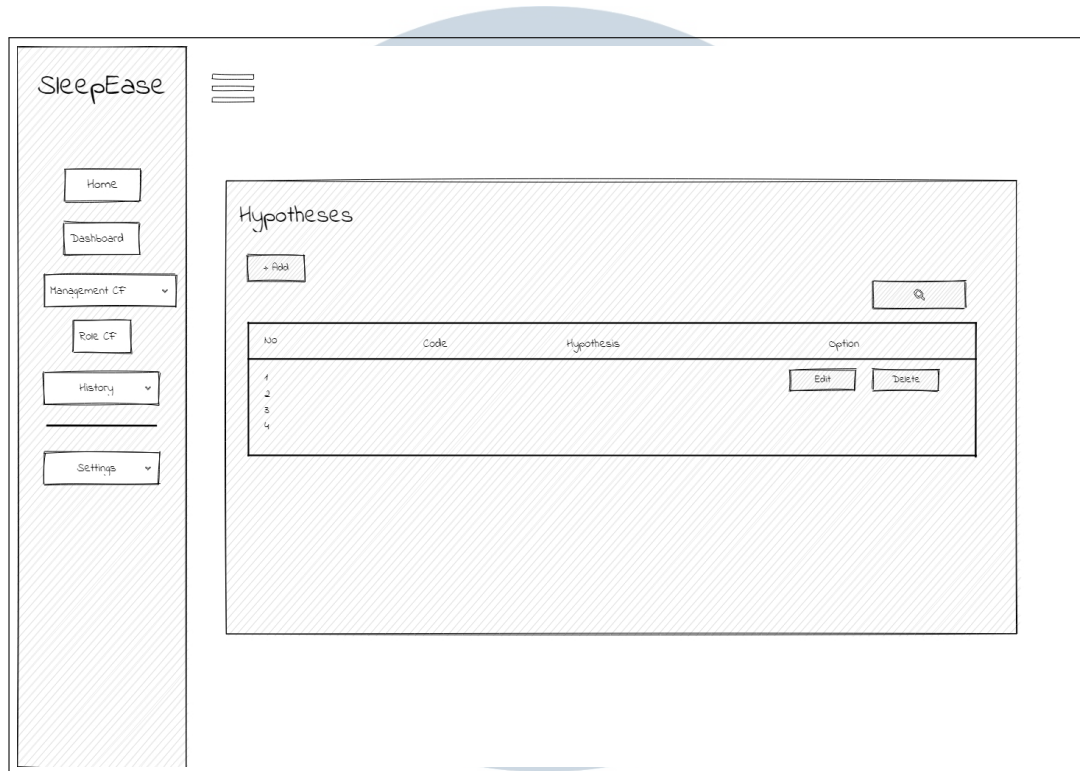 SleepEase
Home
Dashboard
Management CF
Role CF
History
Settings
Hypotheses
+ Add
No Code Hypothesis Option
1 Edit Delete
2
3
4